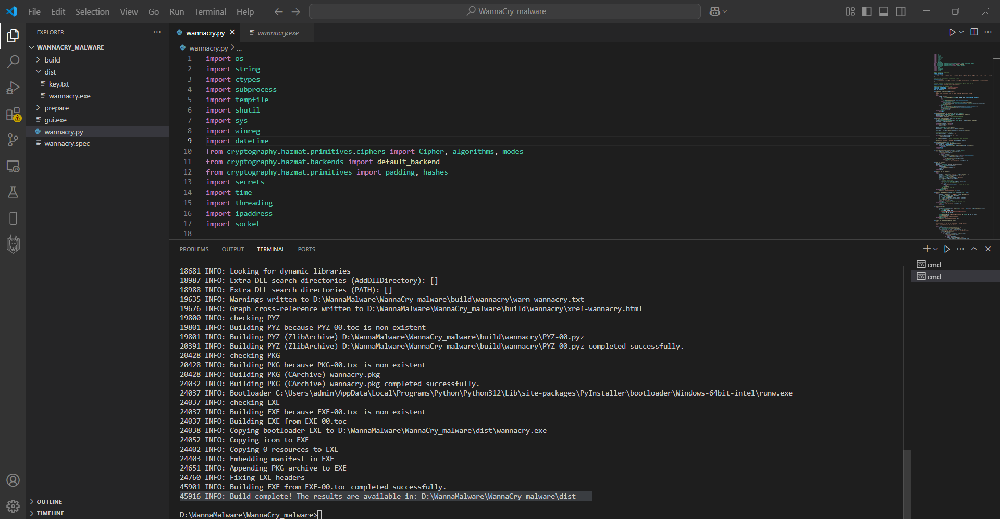 File Edit Selection View Go Run Terminal Help
WannaCry_malware
EXPLORER
WANNACRY_MALWARE
build
dist
key.txt
wannacry.exe
prepare
gui.exe
wannacry.py
wannacry.spec
OUTLINE
TIMELINE
wannacry.py wannacry.exe
wannacry.py > ...
1 import os
2 import string
3 import ctypes
4 import subprocess
5 import tempfile
6 import shutil
7 import sys
8 import winreg
9 import datetime
10 from cryptography.hazmat.primitives.ciphers import Cipher, algorithms, modes
11 from cryptography.hazmat.backends import default_backend
12 from cryptography.hazmat.primitives import padding, hashes
13 import secrets
14 import time
15 import threading
16 import ipaddress
17 import socket
18
PROBLEMS OUTPUT TERMINAL PORTS
18681 INFO: Looking for dynamic libraries
18987 INFO: Extra DLL search directories (AddDllDirectory): []
18988 INFO: Extra DLL search directories (PATH): []
19635 INFO: Warnings written to D:\WannaMalware\WannaCry_malware\build\wannacry\warn-wannacry.txt
19676 INFO: Graph cross-reference written to D:\WannaMalware\WannaCry_malware\build\wannacry\xref-wannacry.html
19800 INFO: checking PYZ
19801 INFO: Building PYZ because PYZ-00.toc is non existent
19801 INFO: Building PYZ (ZlibArchive) D:\WannaMalware\WannaCry_malware\build\wannacry\PYZ-00.pyz
20391 INFO: Building PYZ (ZlibArchive) D:\WannaMalware\WannaCry_malware\build\wannacry\PYZ-00.pyz completed successfully.
20428 INFO: checking PKG
20428 INFO: Building PKG because PKG-00.toc is non existent
20428 INFO: Building PKG (CArchive) wannacry.pkg
24032 INFO: Building PKG (CArchive) wannacry.pkg completed successfully.
24037 INFO: Bootloader C:\Users\admin\AppData\Local\Programs\Python\Python312\Lib\site-packages\PyInstaller\bootloader\Windows-64bit-intel\runw.exe
24037 INFO: checking EXE
24037 INFO: Building EXE because EXE-00.toc is non existent
24037 INFO: Building EXE from EXE-00.toc
24038 INFO: Copying bootloader EXE to D:\WannaMalware\WannaCry_malware\dist\wannacry.exe
24052 INFO: Copying icon to EXE
24402 INFO: Copying 0 resources to EXE
24403 INFO: Embedding manifest in EXE
24651 INFO: Appending PKG archive to EXE
24760 INFO: Fixing EXE headers
45901 INFO: Building EXE from EXE-00.toc completed successfully.
45916 INFO: Build complete! The results are available in: D:\WannaMalware\WannaCry_malware\dist
D:\WannaMalware\WannaCry_malware>
cmd
cmd